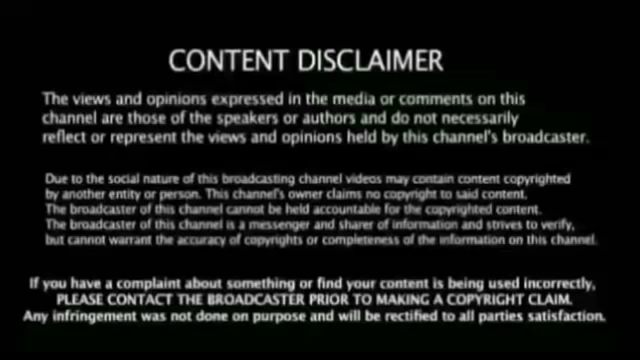 CONTENT DISCLAIMER
The views and opinions expressed in the media or comments on this
channel are those of the speakers or authors and do not necessarily
reflect or represent the views and opinions held by this channel's broadcaster.
Due to the social nature of this broadcasting channel videos may contain content copyrighted
by another entity or person. This channel's owner claims no copyright to said content.
The broadcaster of this channel cannot be held accountable for the copyrighted content.
The broadcaster of this channel is a messenger and sharer of information and strives to verify,
but cannot warrant the accuracy of copyrights or completeness of the information on this channel.
If you have a complaint about something or find your content is being used incorrectly,
PLEASE CONTACT THE BROADCASTER PRIOR TO MAKING A COPYRIGHT CLAIM.
Any infringement was not done on purpose and will be rectified to all parties satisfaction.